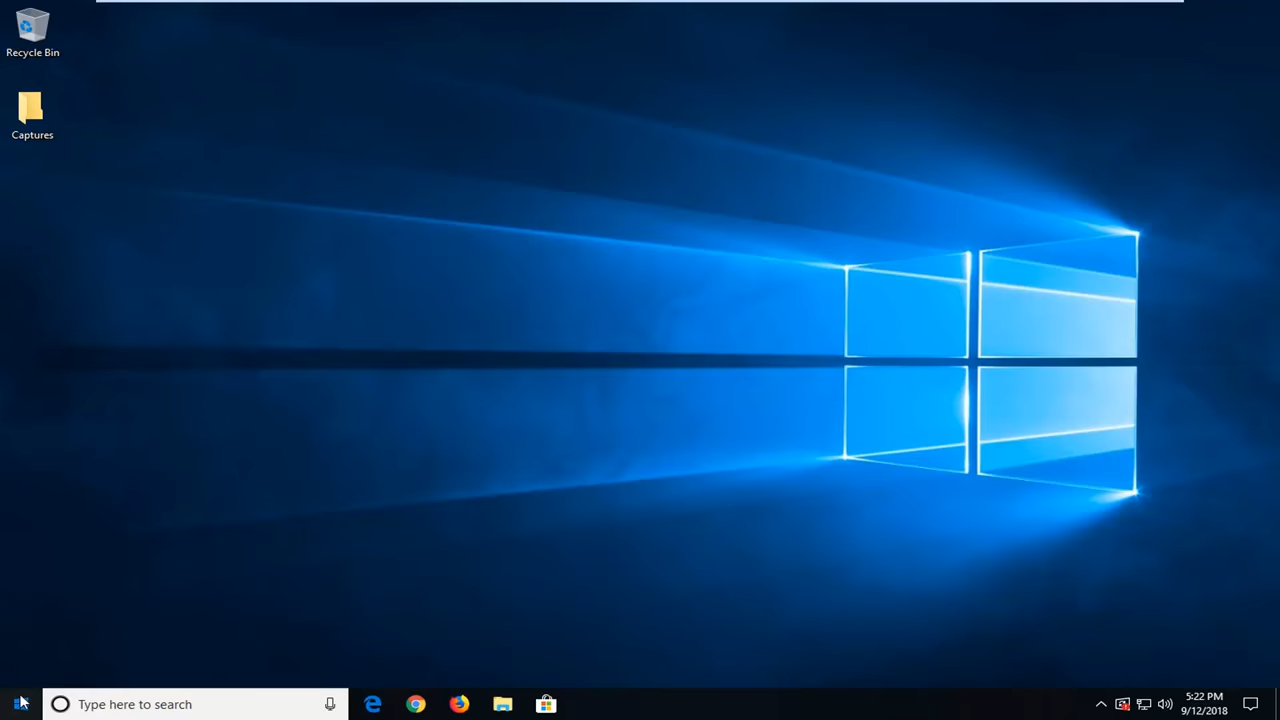 Recycle Bin
Captures
Type here to search
5:22 PM
9/12/2018